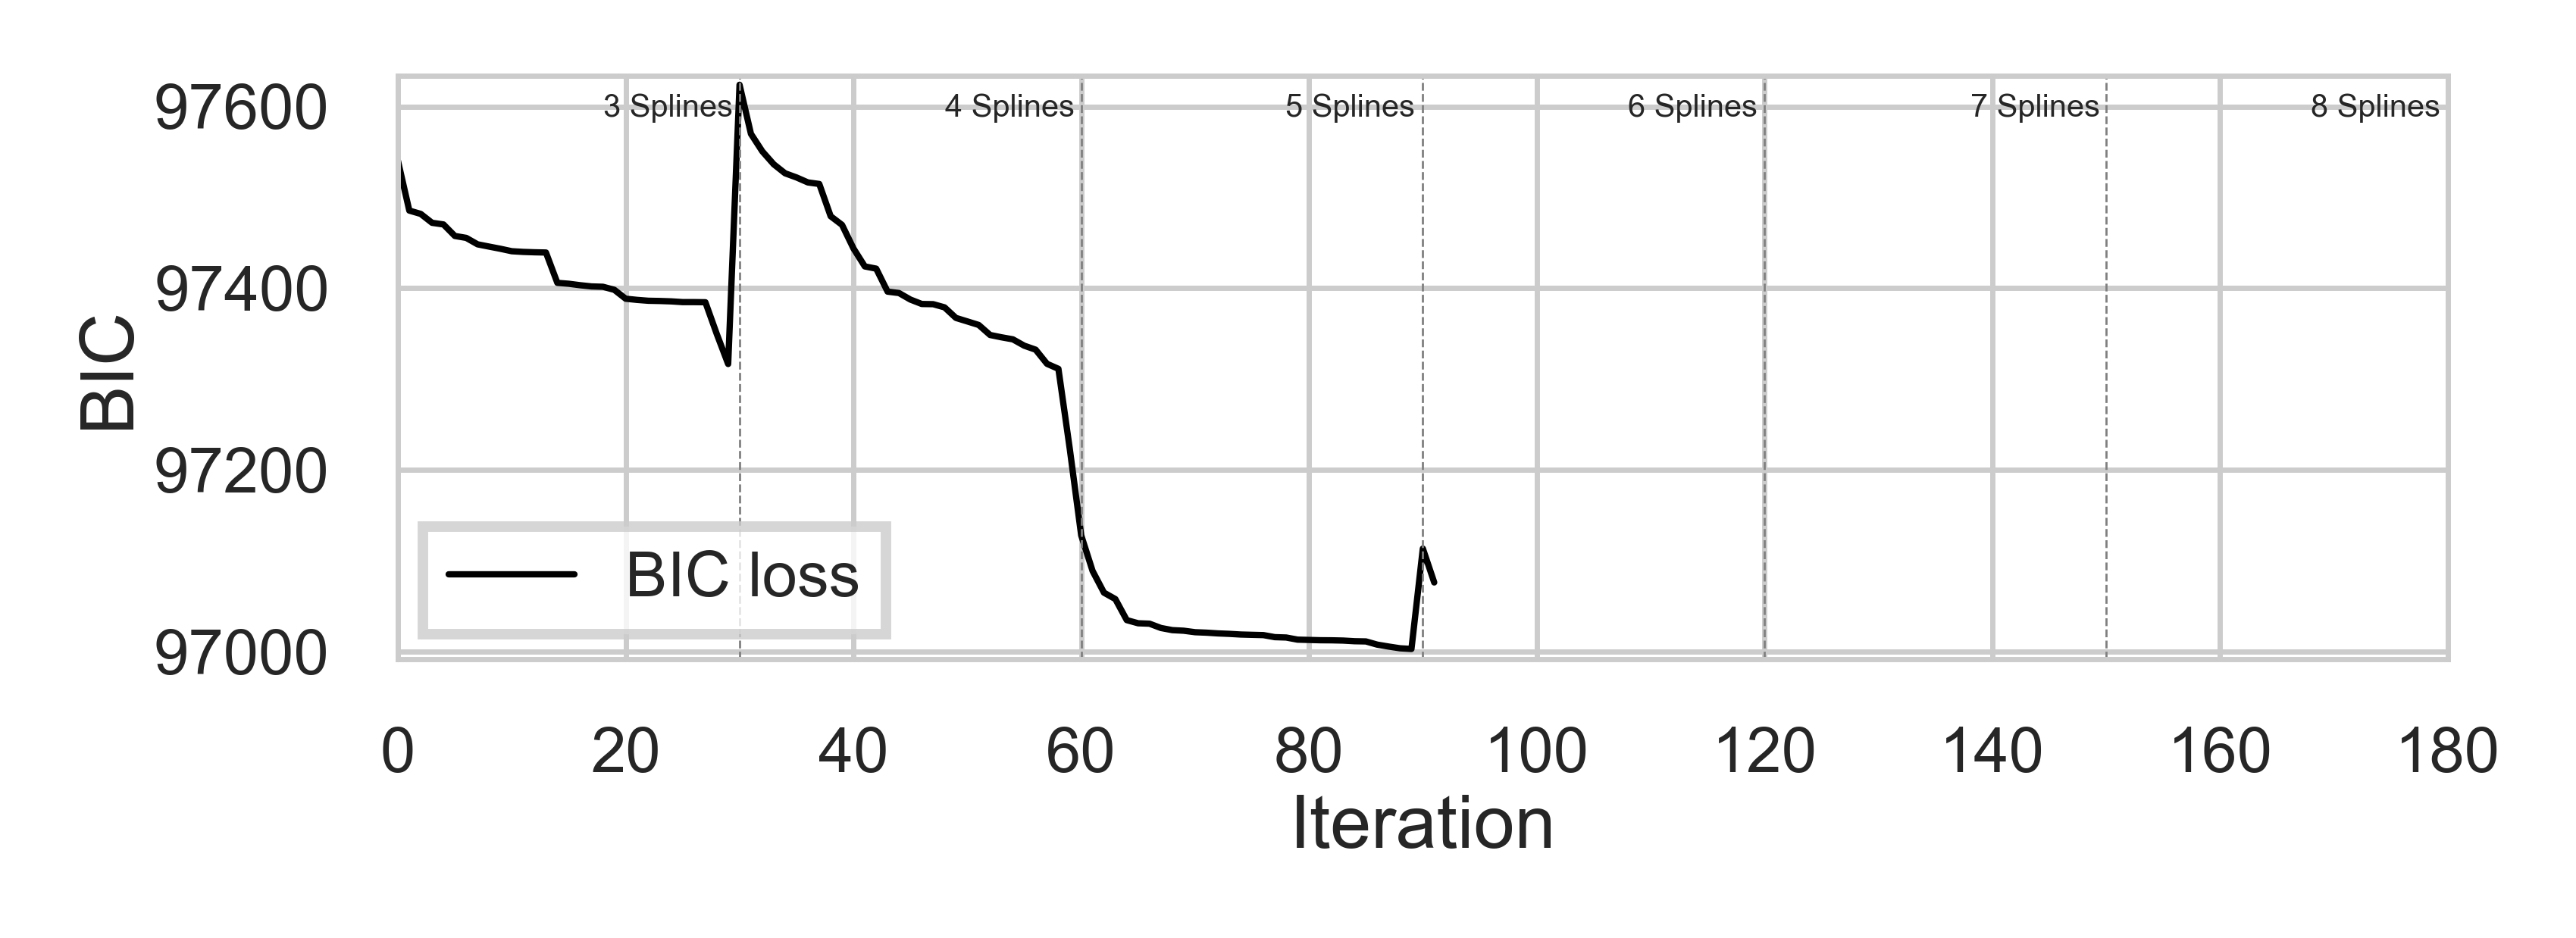 97600
97400
97200
97000
BIC
3 Splines
4 Splines
5 Splines
6 Splines
7 Splines
8 Splines
BIC loss
0 20 40 60 80 100 120 140 160 180
Iteration